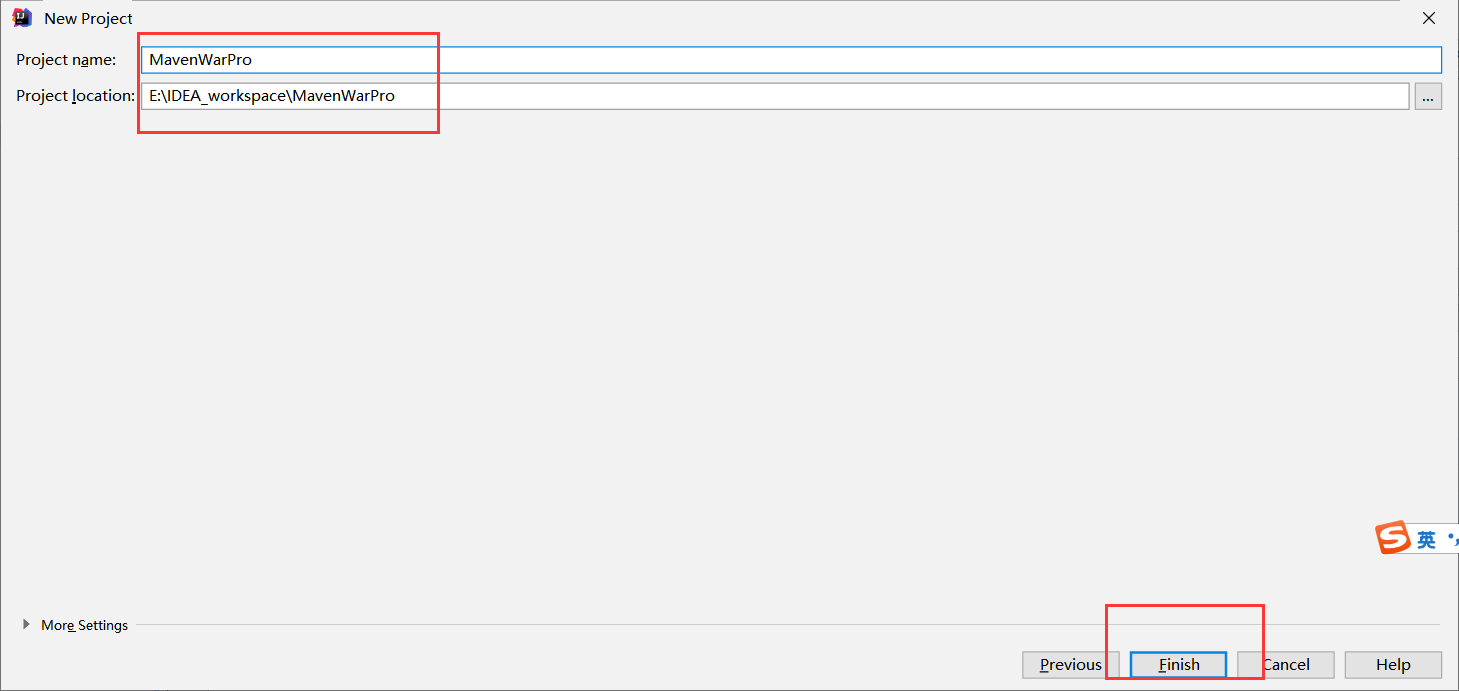 New Project
Project name: MavenWarPro
Project location: E:\IDEA_workspace\MavenWarPro ...
英
More Settings
Previous Finish Cancel Help